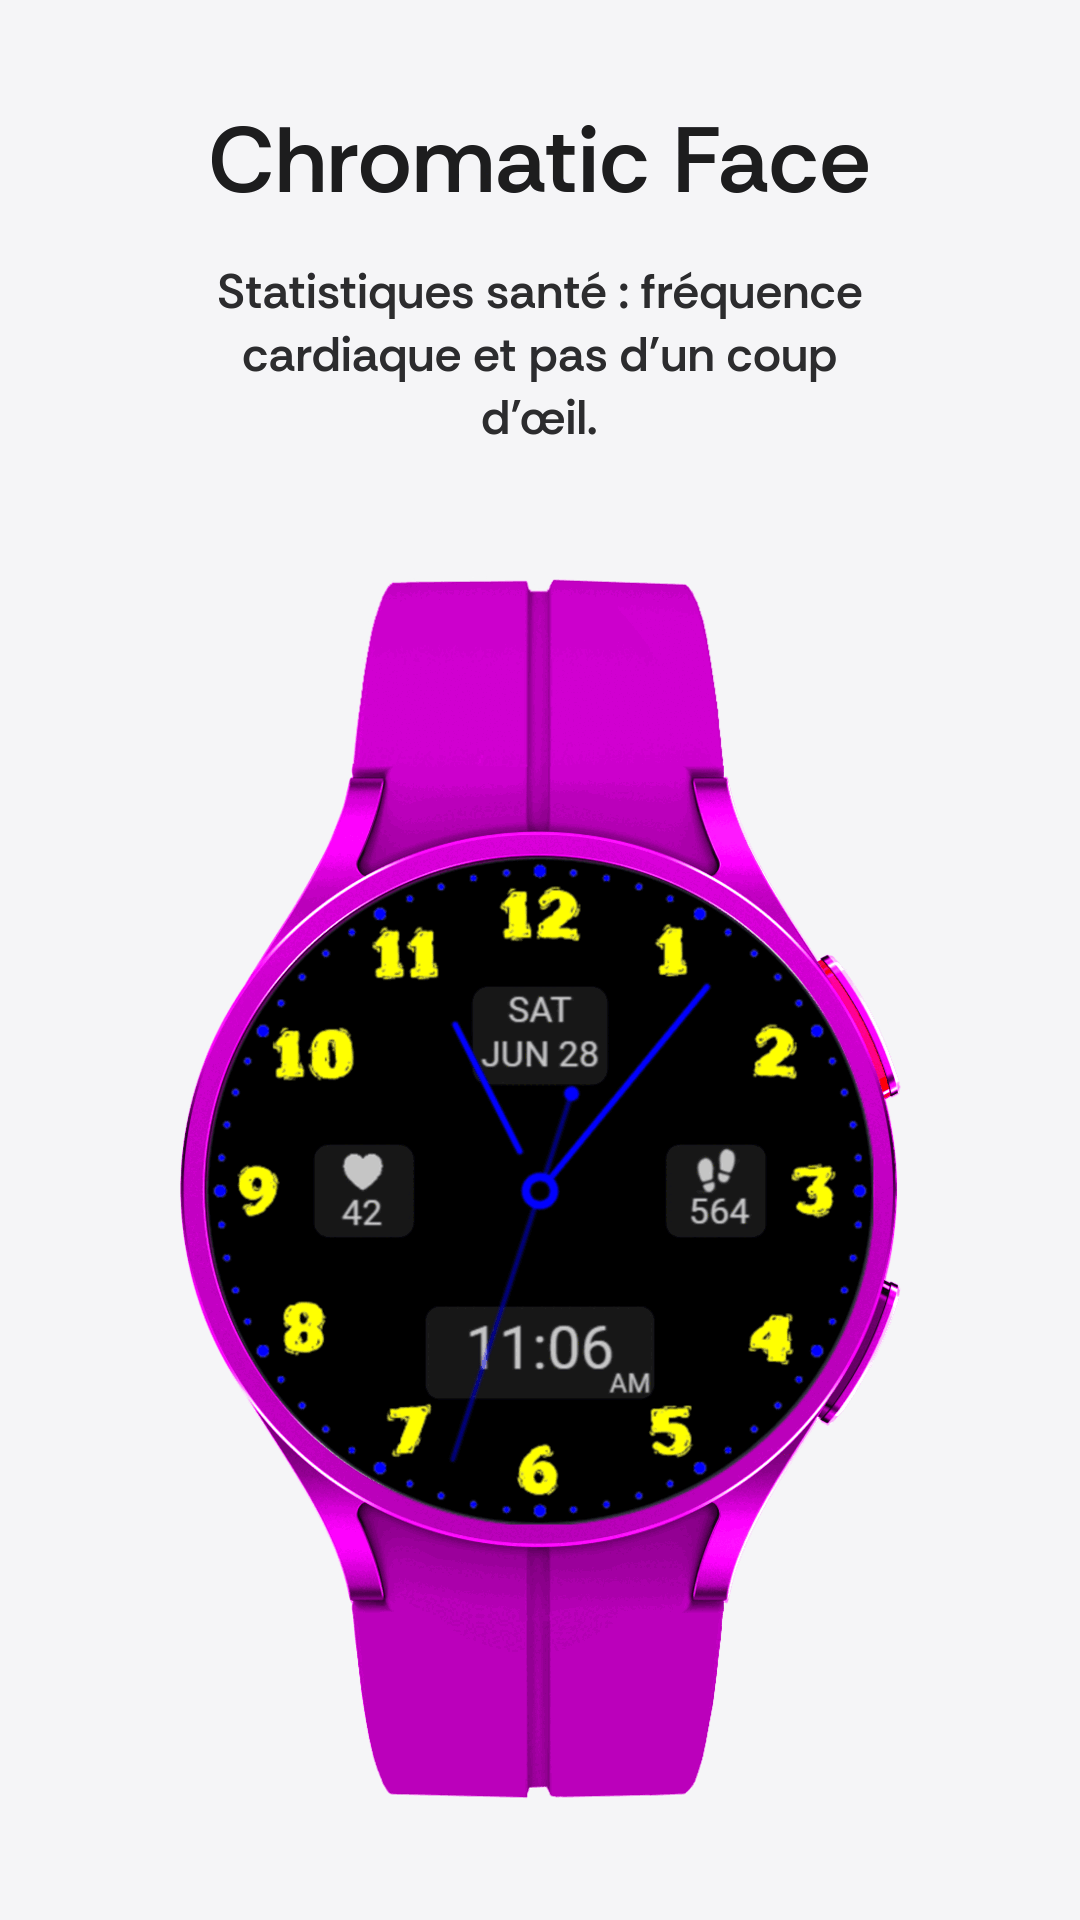 Chromatic Face
Statistiques santé : fréquence
cardiaque et pas d’un coup
d’œil.
12
11
1
SAT
JUN 28
10
2
9
42
564
3
8
11:06
AM
4
7
5
6